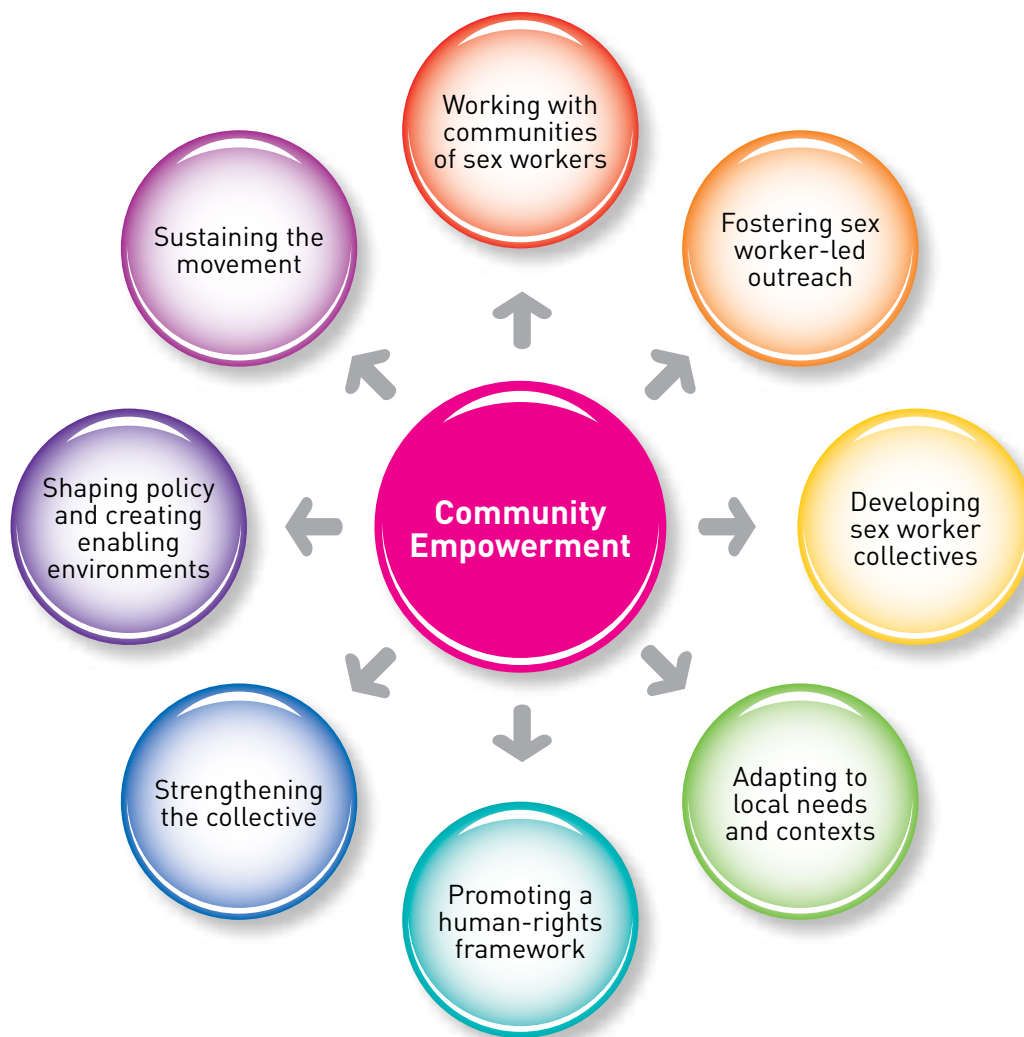 Working with
communities
of sex workers
Fostering sex
worker-led
outreach
Developing
sex worker
collectives
Adapting to
local needs
and contexts
Promoting a
human-rights
framework
Strengthening
the collective
Shaping policy
and creating
enabling
environments
Sustaining the
movement
Community
Empowerment